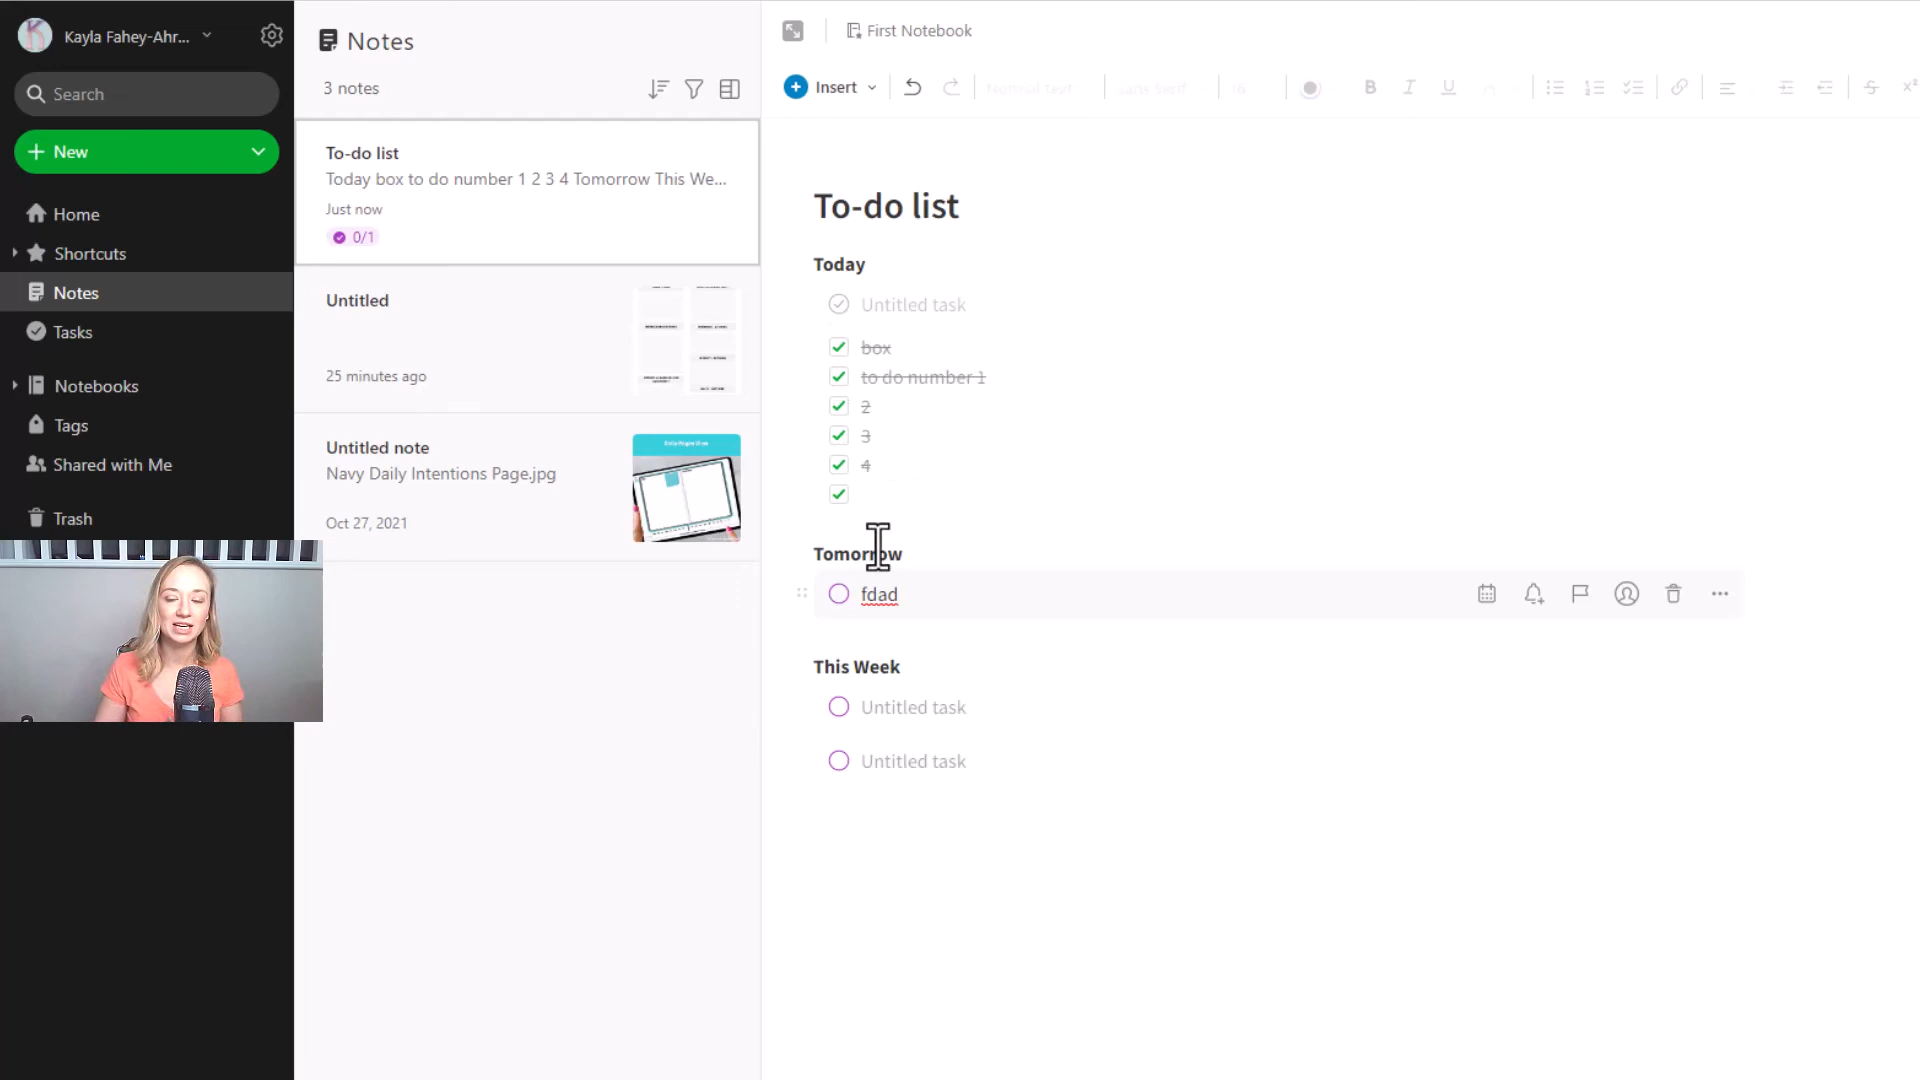 Kayla Fahey-Ahr...
Search
New
Home
Shortcuts
Notes
Tasks
Notebooks
Tags
Shared with Me
Trash
Notes
3 notes
To-do list
Today box to do number 1 2 3 4 Tomorrow This We...
Just now
0/1
Untitled
25 minutes ago
Untitled note
Navy Daily Intentions Page.jpg
Oct 27, 2021
First Notebook
Insert
Normal Text
Sans Serif
B
I
U
To-do list
Today
Untitled task
box
to do number 1
2
3
4
Tomorrow
fdad
This Week
Untitled task
Untitled task